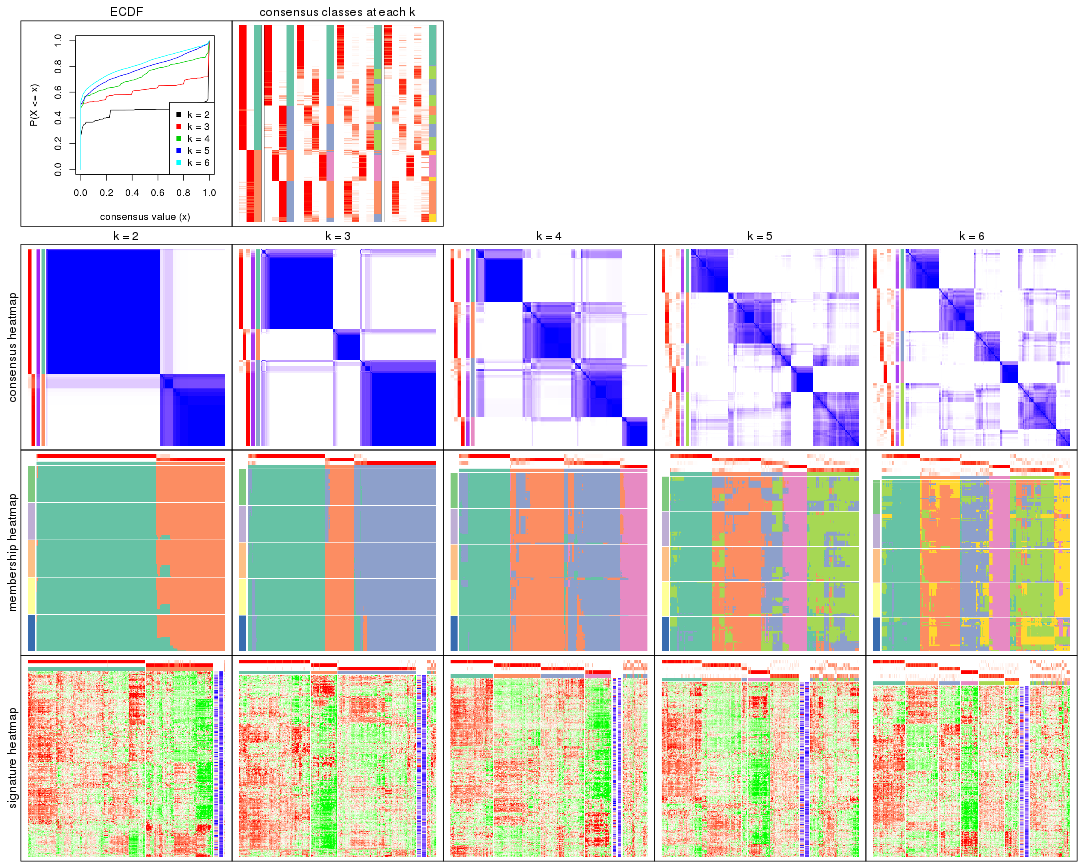 ECDF
consensus classes at each k
P(X <= x)
0.0 0.2 0.4 0.6 0.8 1.0
k = 2
k = 3
k = 4
k = 5
k = 6
0.0 0.2 0.4 0.6 0.8 1.0
consensus value (x)
k = 2
k = 3
k = 4
k = 5
k = 6
consensus heatmap
membership heatmap
signature heatmap